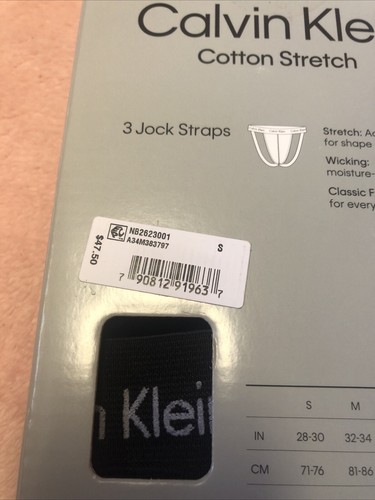 Calvin Kle
Cotton Stretch
3 Jock Straps
Stretch:
for shape
Wicking:
moisture-
Classic F
for every
NB2623001
A34M383797
S
$47.50
7 90812 91963 7
n Klein
S M
IN 28-30 32-34
CM 71-76 81-86